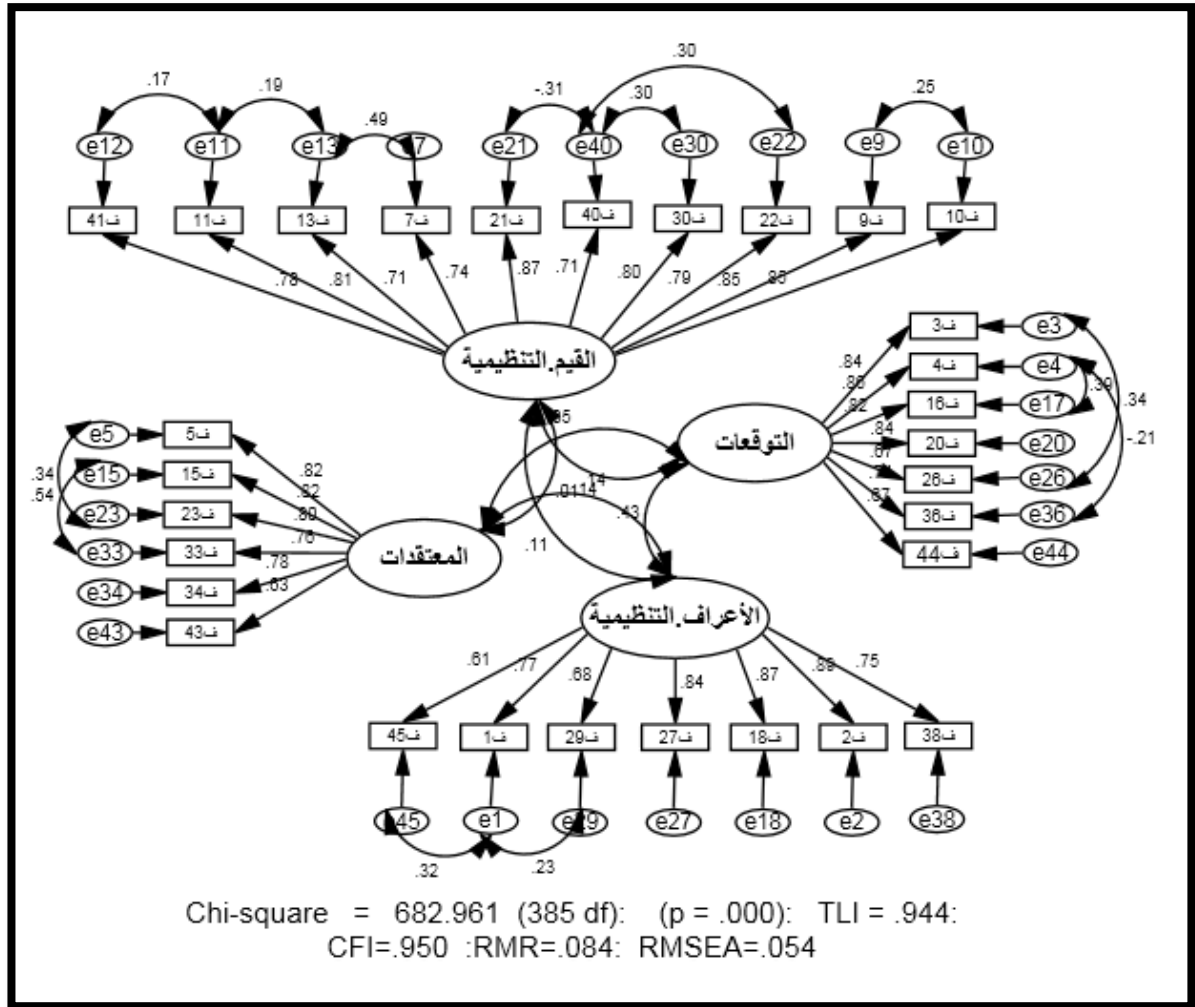 .30
.17 .19 -.31 .30 .25
.49
e12 e11 e13 e21 e40 e30 e22 e9 e10
ف41 ف11 ف13 ف7 ف21 ف40 ف30 ف22 ف9 ف10
.78 .81 .71 .74 .87 .71 .80 .79 .85
القيم.التنظيمية
ف3 e3
.84
ف4 e4
.39
.82 ف16 e17 .34
التوقعات
.84 ف20 e20 -.21
ف26 e26
ف36 e36
ف44 e44
e5 ف5
.82
.34 e15 ف15
.54 .82
e23 ف23
e33 ف33 .76
المعتقدات
.78
e34 ف34
.63
e43 ف43
.14
.01
.43
.11
الأعراف.التنظيمية
.61 .77 .68 .84 .87 .75
ف45 ف1 ف29 ف27 ف18 ف2 ف38
e45 e1 e29 e27 e18 e2 e38
.32 .23
Chi-square = 682.961 (385 df): (p = .000): TLI = .944:
CFI=.950 :RMR=.084: RMSEA=.054